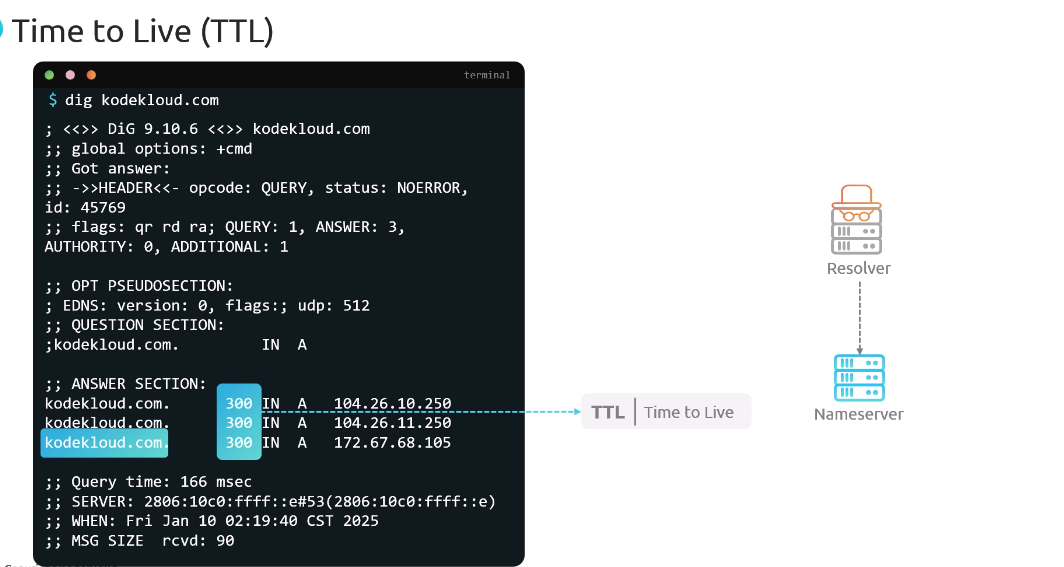 Time to Live (TTL)
terminal
$ dig kodekloud.com
; <<>> DiG 9.10.6 <<>> kodekloud.com
;; global options: +cmd
;; Got answer:
;; ->>HEADER<<- opcode: QUERY, status: NOERROR,
id: 45769
;; flags: qr rd ra; QUERY: 1, ANSWER: 3,
AUTHORITY: 0, ADDITIONAL: 1
;; OPT PSEUDOSECTION:
; EDNS: version: 0, flags:; udp: 512
;; QUESTION SECTION:
;kodekloud.com. IN A
;; ANSWER SECTION:
kodekloud.com. 300 IN A 104.26.10.250
kodekloud.com. 300 IN A 104.26.11.250
kodekloud.com. 300 IN A 172.67.68.105
;; Query time: 166 msec
;; SERVER: 2806:10c0:ffff::e#53(2806:10c0:ffff::e)
;; WHEN: Fri Jan 10 02:19:40 CST 2025
;; MSG SIZE rcvd: 90
TTL Time to Live
Resolver
Nameserver